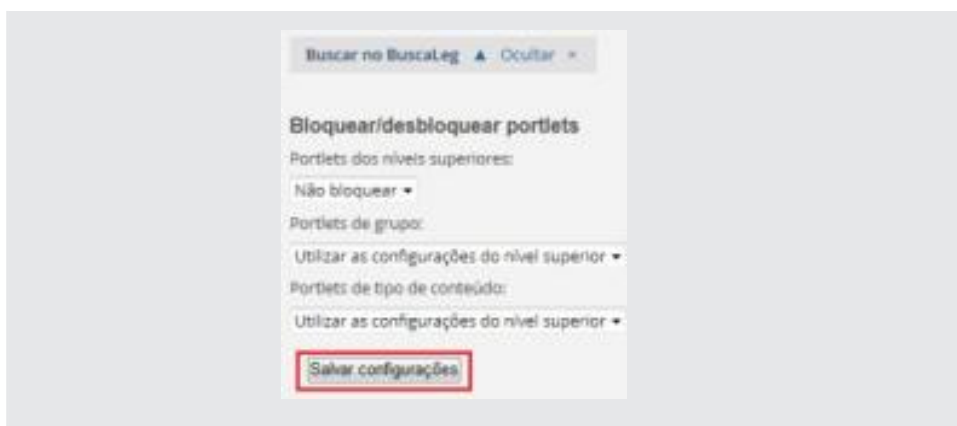 Buscar no BuscaLeg ▲ Ocultar ×
Bloquear/desbloquear portlets
Portlets dos níveis superiores:
Não bloquear
Portlets de grupo:
Utilizar as configurações do nível superior
Portlets de tipo de conteúdo:
Utilizar as configurações do nível superior
Salvar configurações